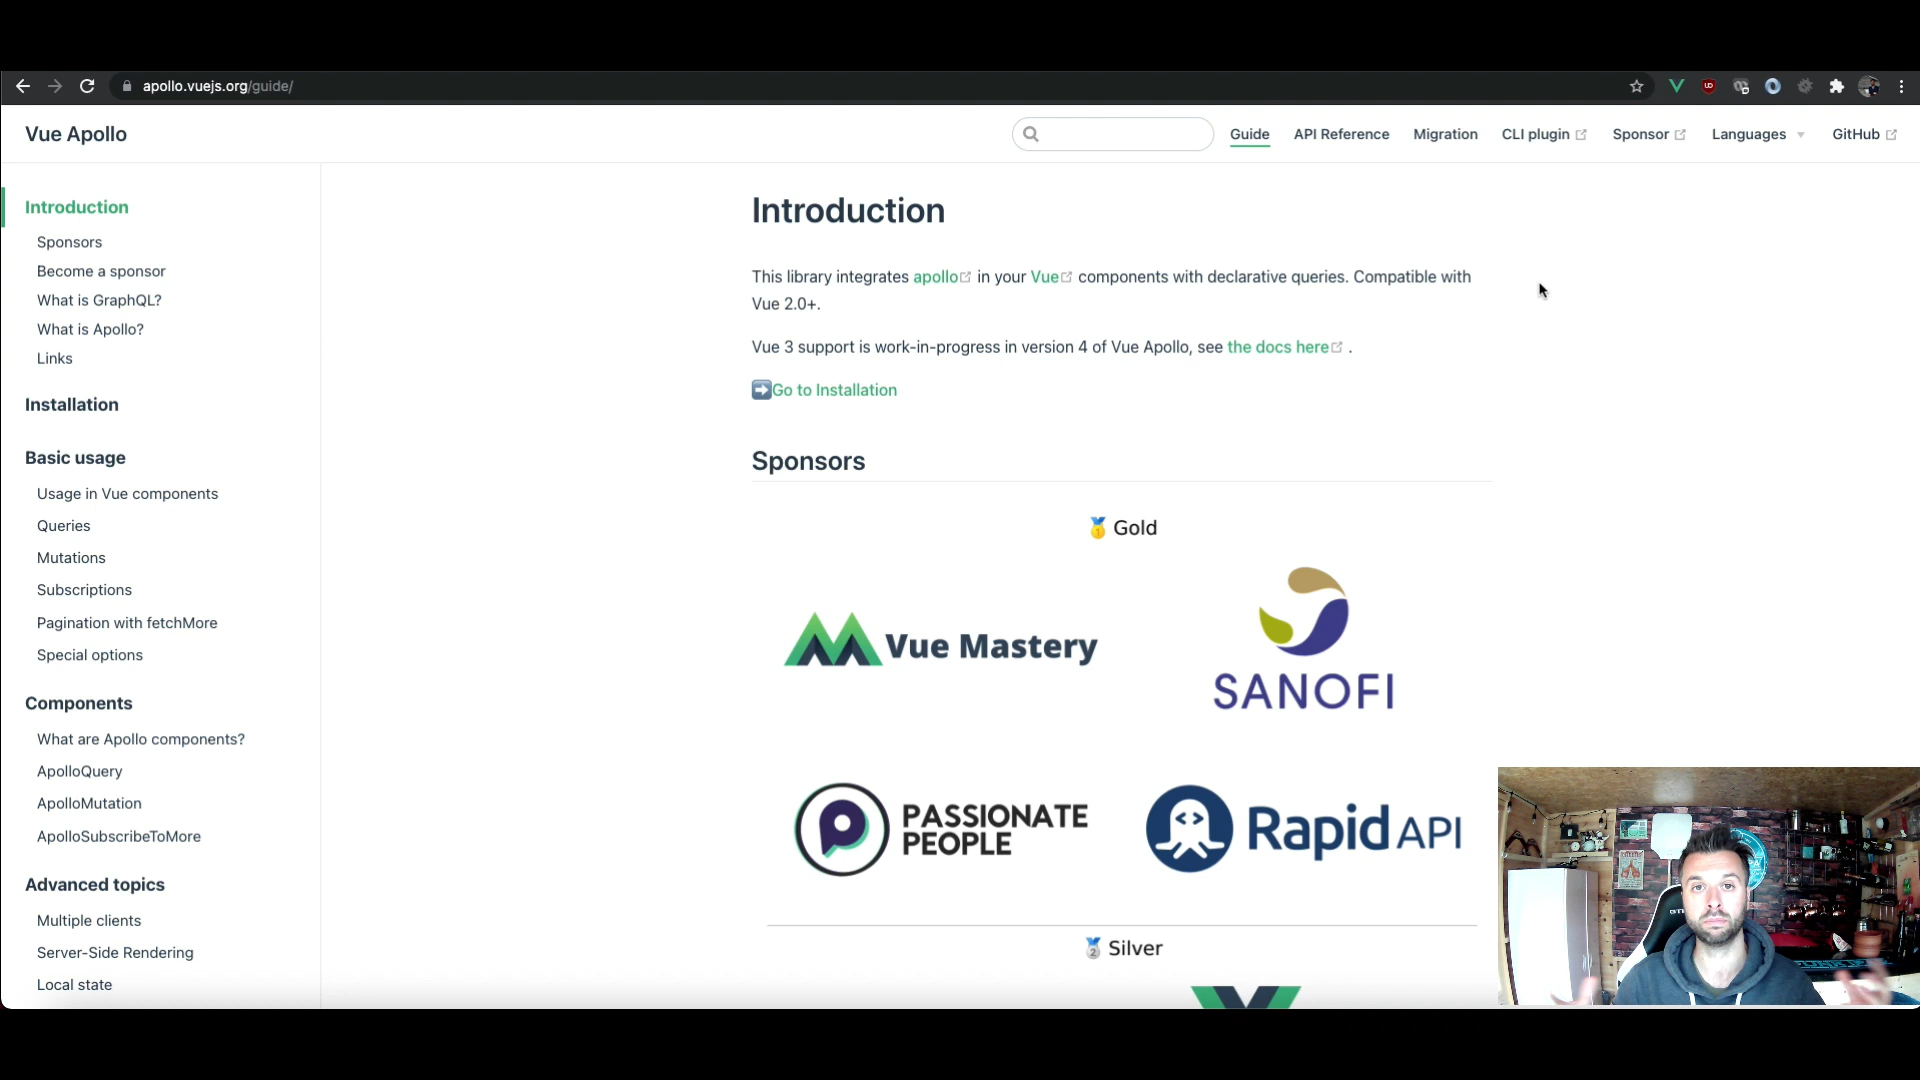 apollo.vuejs.org/guide/
Vue Apollo
Guide
API Reference
Migration
CLI plugin
Sponsor
Languages
GitHub
Introduction
Sponsors
Become a sponsor
What is GraphQL?
What is Apollo?
Links
Installation
Basic usage
Usage in Vue components
Queries
Mutations
Subscriptions
Pagination with fetchMore
Special options
Components
What are Apollo components?
ApolloQuery
ApolloMutation
ApolloSubscribeToMore
Advanced topics
Multiple clients
Server-Side Rendering
Local state
Introduction
This library integrates apollo in your Vue components with declarative queries. Compatible with
Vue 2.0+.
Vue 3 support is work-in-progress in version 4 of Vue Apollo, see the docs here .
Go to Installation
Sponsors
Gold
Vue Mastery
SANOFI
PASSIONATE
PEOPLE
RapidAPI
Silver